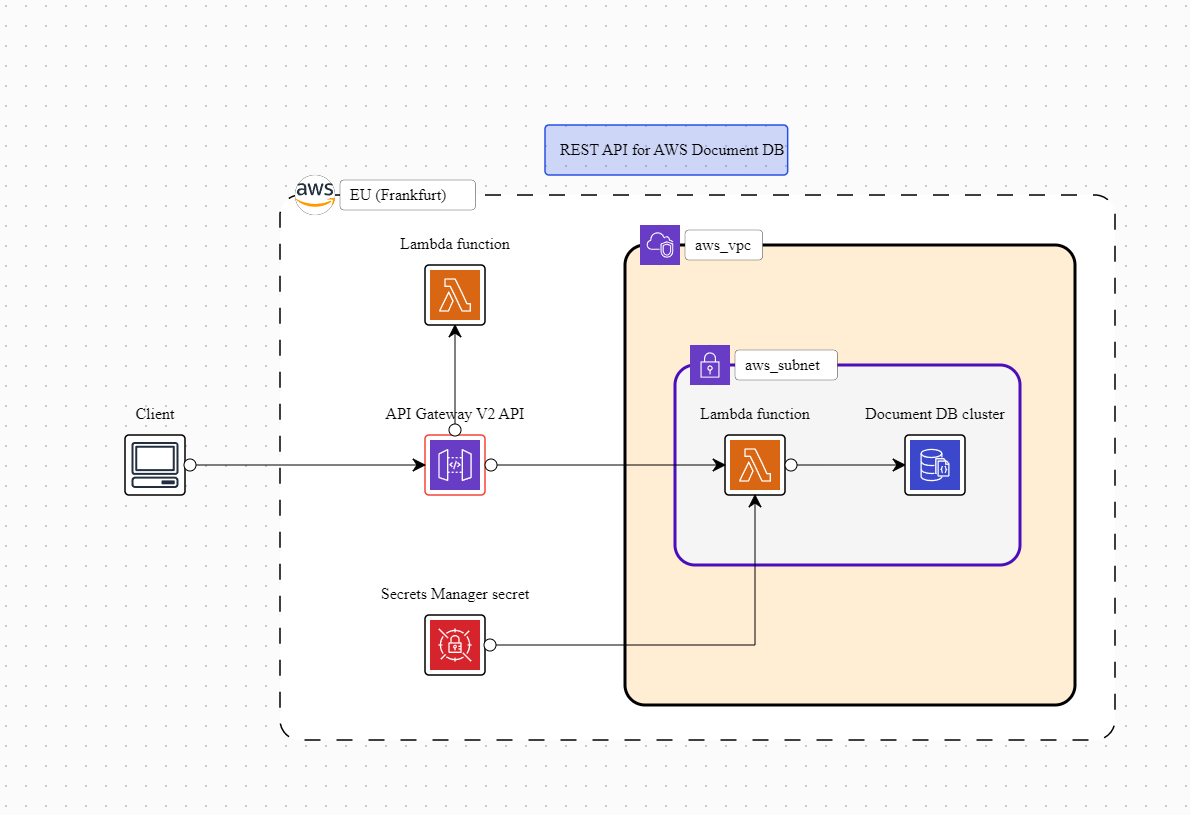 REST API for AWS Document DB
aws
EU (Frankfurt)
Lambda function
aws_vpc
aws_subnet
Client
API Gateway V2 API
Lambda function
Document DB cluster
Secrets Manager secret